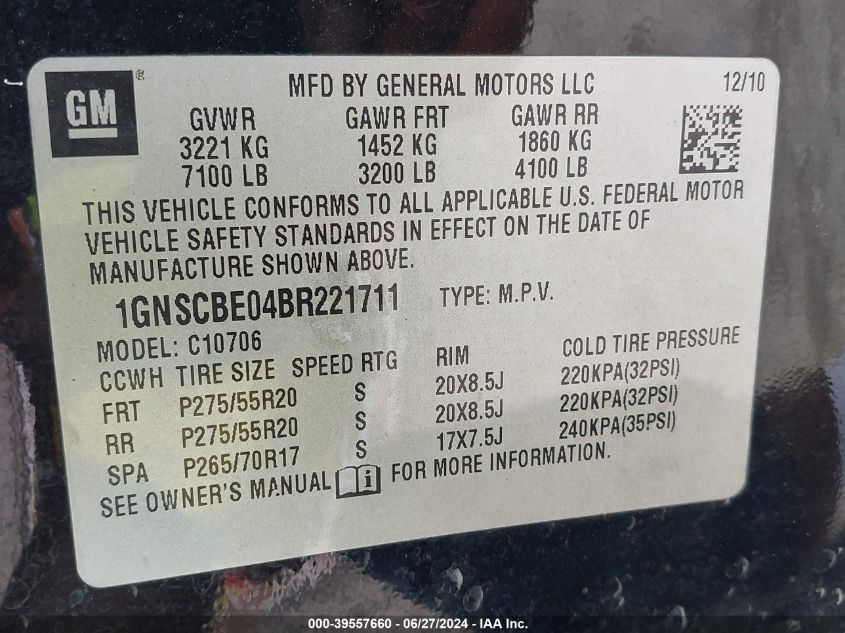 GM ® MFD BY GENERAL MOTORS LLC 12/10
GVWR GAWR FRT GAWR RR
3221 KG 1452 KG 1860 KG
7100 LB 3200 LB 4100 LB
THIS VEHICLE CONFORMS TO ALL APPLICABLE U.S. FEDERAL MOTOR
VEHICLE SAFETY STANDARDS IN EFFECT ON THE DATE OF
MANUFACTURE SHOWN ABOVE.
1GNSCBE04BR221711 TYPE: M.P.V.
MODEL: C10706
CCWH TIRE SIZE SPEED RTG RIM COLD TIRE PRESSURE
FRT P275/55R20 S 20X8.5J 220KPA(32PSI)
RR P275/55R20 S 20X8.5J 220KPA(32PSI)
SPA P265/70R17 S 17X7.5J 240KPA(35PSI)
SEE OWNER'S MANUAL i FOR MORE INFORMATION.
000-39557660 - 06/27/2024 - IAA Inc.